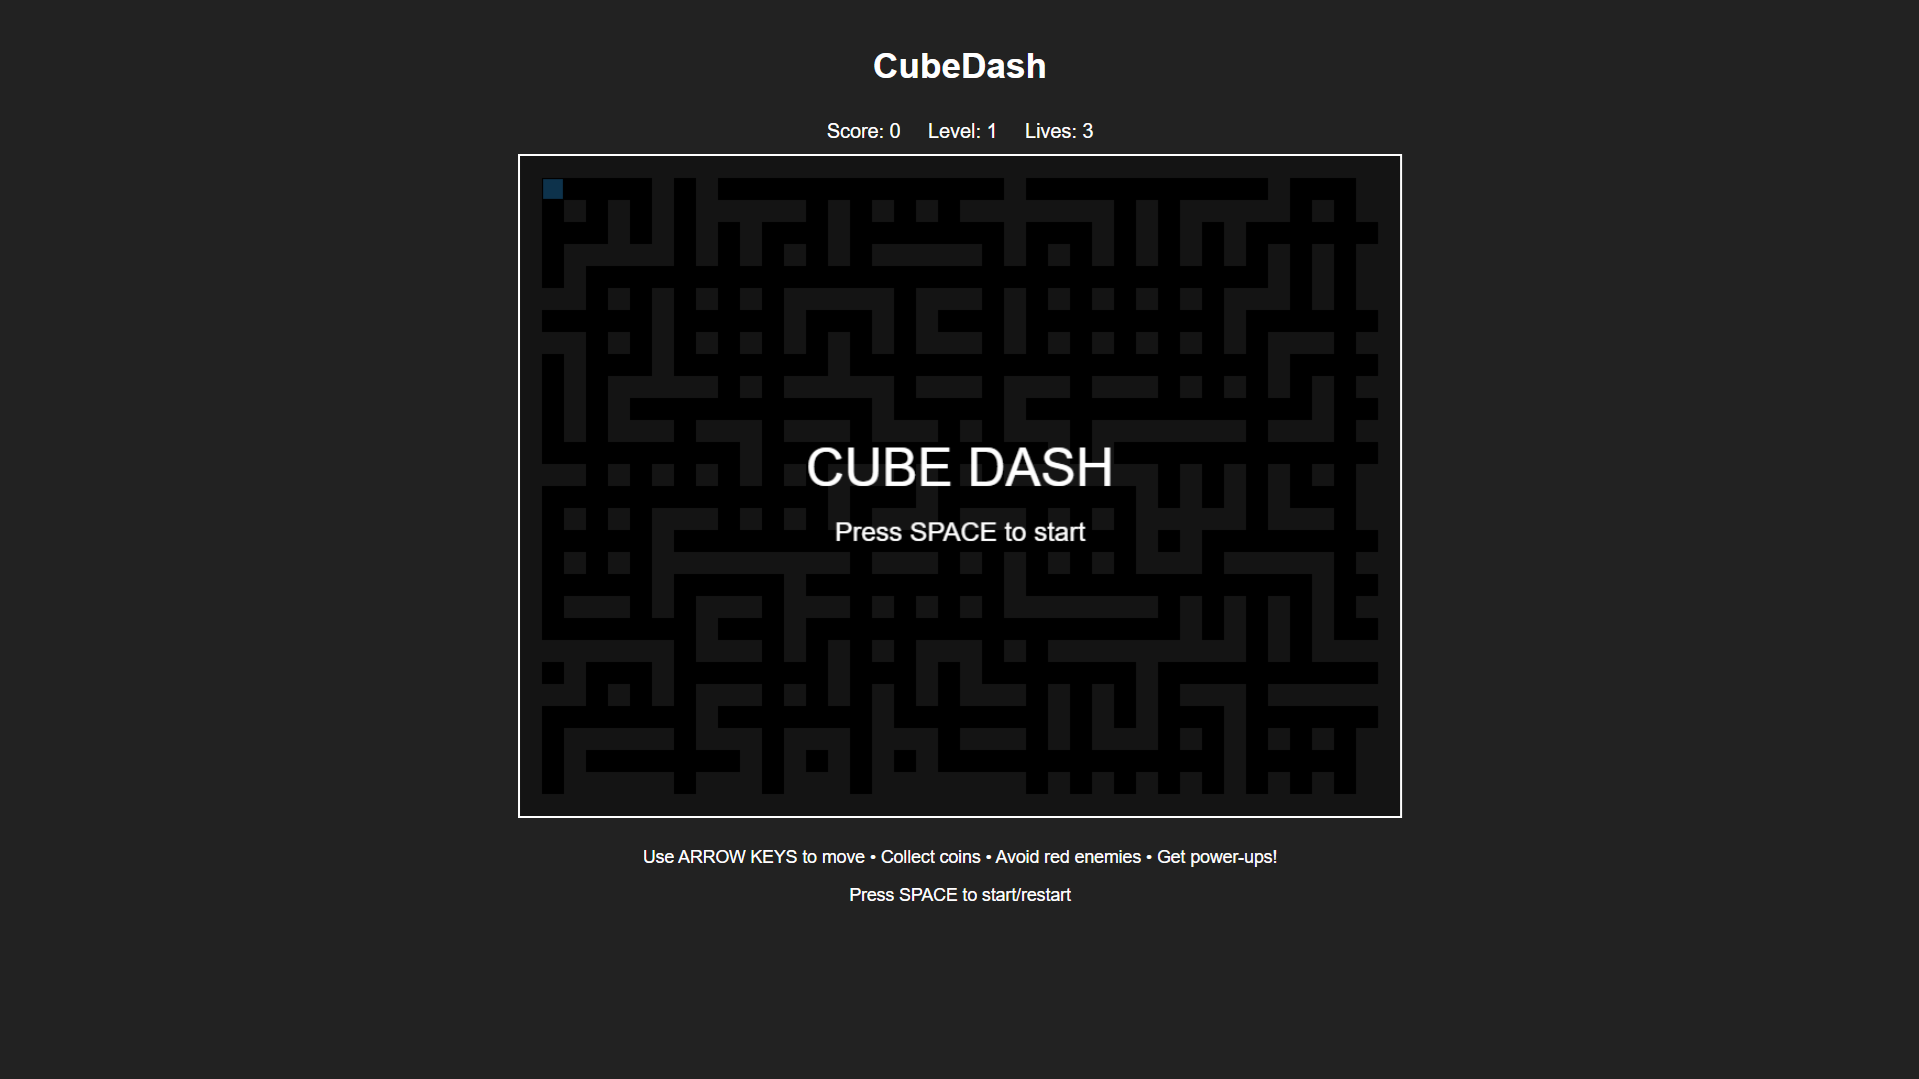 CubeDash
Score: 0 Level: 1 Lives: 3
CUBE DASH
Press SPACE to start
Use ARROW KEYS to move • Collect coins • Avoid red enemies • Get power-ups!
Press SPACE to start/restart